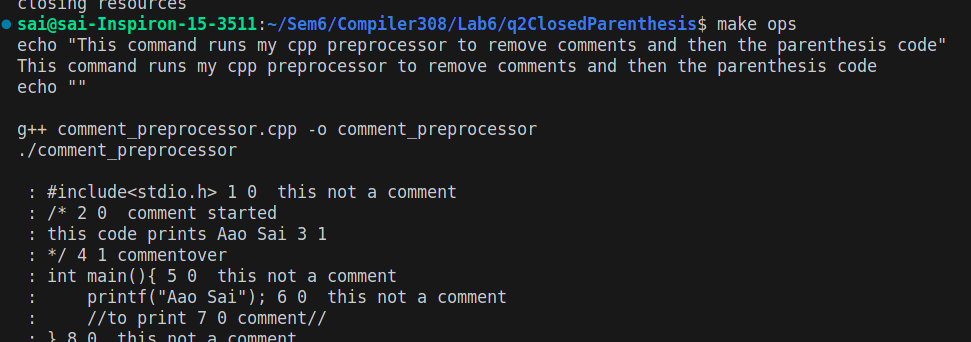 closing resources
sai@sai-Inspiron-15-3511:~/Sem6/Compiler308/Lab6/q2ClosedParenthesis$ make ops
echo "This command runs my cpp preprocessor to remove comments and then the parenthesis code"
This command runs my cpp preprocessor to remove comments and then the parenthesis code
echo ""

g++ comment_preprocessor.cpp -o comment_preprocessor
./comment_preprocessor

 : #include<stdio.h> 1 0  this not a comment
 : /* 2 0  comment started
 : this code prints Aao Sai 3 1
 : */ 4 1 commentover
 : int main(){ 5 0  this not a comment
 :     printf("Aao Sai"); 6 0  this not a comment
 :     //to print 7 0 comment//
 : } 8 0  this not a comment